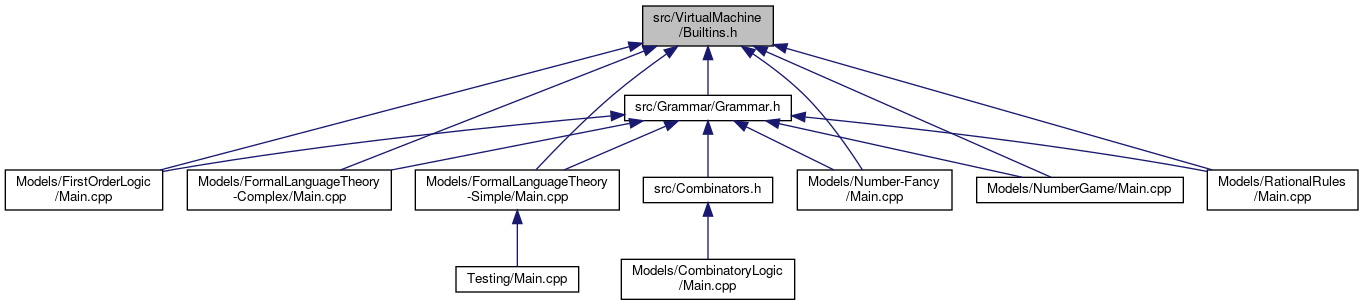 src/VirtualMachine
/Builtins.h
src/Grammar/Grammar.h
Models/FirstOrderLogic
/Main.cpp
Models/FormalLanguageTheory
-Complex/Main.cpp
Models/FormalLanguageTheory
-Simple/Main.cpp
src/Combinators.h
Models/Number-Fancy
/Main.cpp
Models/NumberGame/Main.cpp
Models/RationalRules
/Main.cpp
Testing/Main.cpp
Models/CombinatoryLogic
/Main.cpp